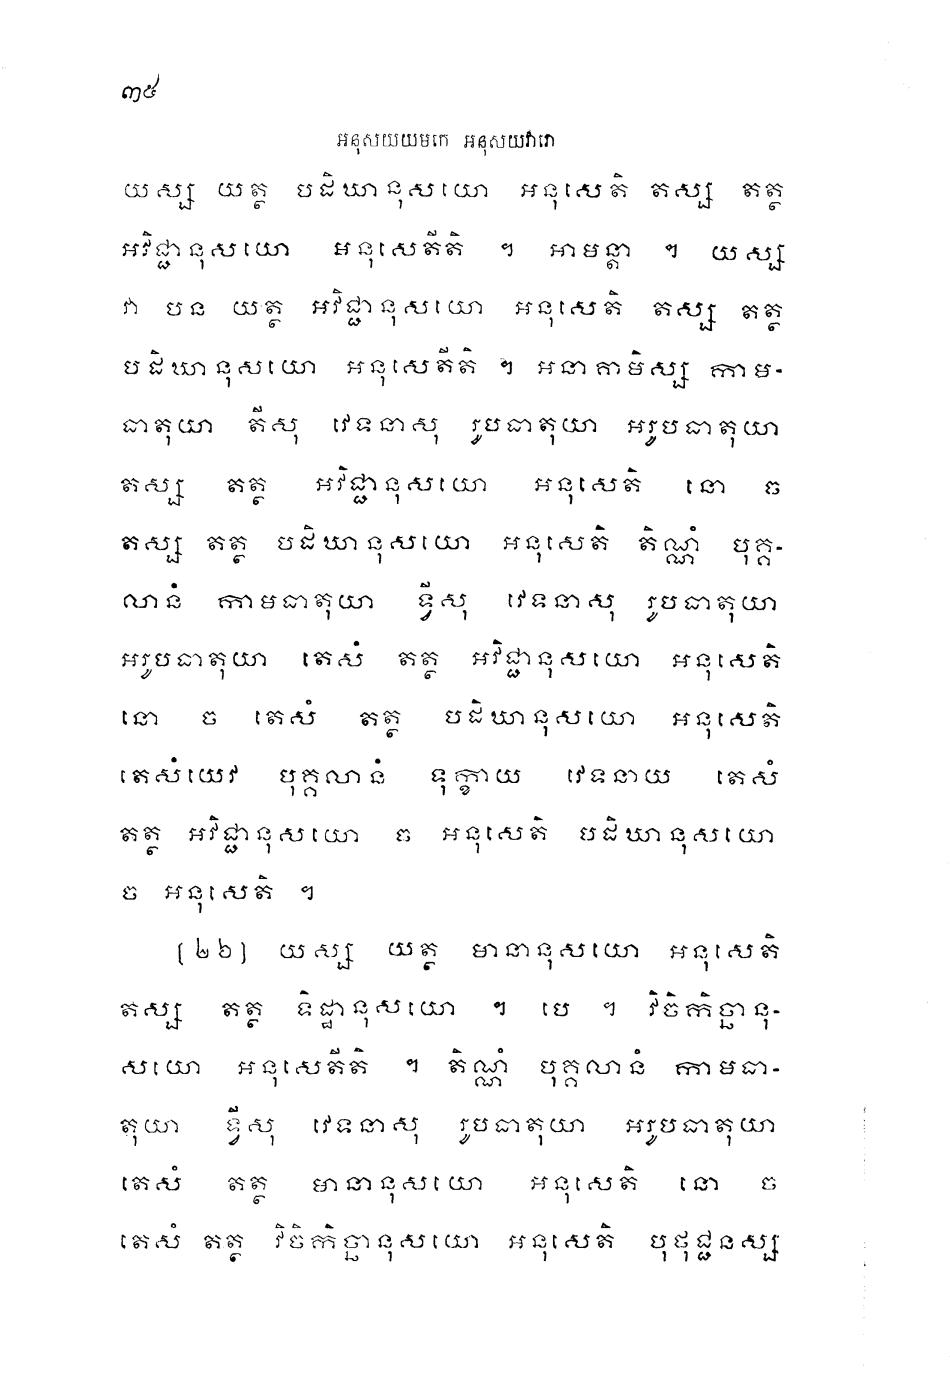 ៣៥
អនុសយយមកេ អនុសយវារោ
យស្ស យត្ថ បដិឃានុសយោ អនុសេតិ តស្ស តត្ថ
អវិជ្ជានុសយោ អនុសេតីតិ ។ អាមន្តា ។ យស្ស
វា បន យត្ថ អវិជ្ជានុសយោ អនុសេតិ តស្ស តត្ថ
បដិឃានុសយោ អនុសេតីតិ ។ អនាគាមិស្ស កាម-
ធាតុយា តីសុ វេទនាសុ រូបធាតុយា អរូបធាតុយា
តស្ស តត្ថ អវិជ្ជានុសយោ អនុសេតិ នោ ច
តស្ស តត្ថ បដិឃានុសយោ អនុសេតិ តិណ្ណំ បុគ្គ-
លានំ កាមធាតុយា ទ្វីសុ វេទនាសុ រូបធាតុយា
អរូបធាតុយា តេសំ តត្ថ អវិជ្ជានុសយោ អនុសេតិ
នោ ច តេសំ តត្ថ បដិឃានុសយោ អនុសេតិ
តេសំយេវ បុគ្គលានំ ទុក្ខាយ វេទនាយ តេសំ
តត្ថ អវិជ្ជានុសយោ ច អនុសេតិ បដិឃានុសយោ
ច អនុសេតិ ។
(២៦) យស្ស យត្ថ មានានុសយោ អនុសេតិ
តស្ស តត្ថ ទិដ្ឋានុសយោ ។ បេ ។ វិចិកិច្ឆានុ-
សយោ អនុសេតីតិ ។ តិណ្ណំ បុគ្គលានំ កាមធា-
តុយា ទ្វីសុ វេទនាសុ រូបធាតុយា អរូបធាតុយា
តេសំ តត្ថ មានានុសយោ អនុសេតិ នោ ច
តេសំ តត្ថ វិចិកិច្ឆានុសយោ អនុសេតិ បុថុជ្ជនស្ស